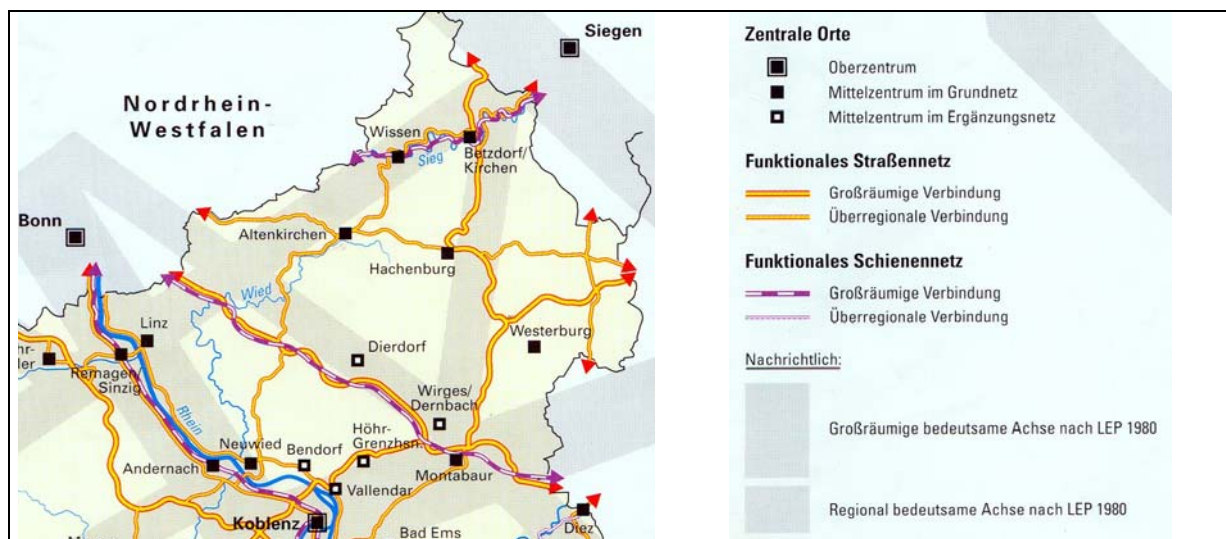 Siegen
Nordrhein-
Westfalen
Wissen
Sieg
Betzdorf/
Kirchen
Bonn
Altenkirchen
Hachenburg
Wied
Linz
Dierdorf
Westerburg
hr-
ler
Remagen/
Sinzig
Wirges/
Dernbach
Rhein
Höhr-
Grenzhsn.
Neuwied
Bendorf
Andernach
Vallendar
Montabaur
Koblenz
Bad Ems
Diez
Zentrale Orte
Oberzentrum
Mittelzentrum im Grundnetz
Mittelzentrum im Ergänzungsnetz
Funktionales Straßennetz
Großräumige Verbindung
Überregionale Verbindung
Funktionales Schienennetz
Großräumige Verbindung
Überregionale Verbindung
Nachrichtlich:
Großräumige bedeutsame Achse nach LEP 1980
Regional bedeutsame Achse nach LEP 1980